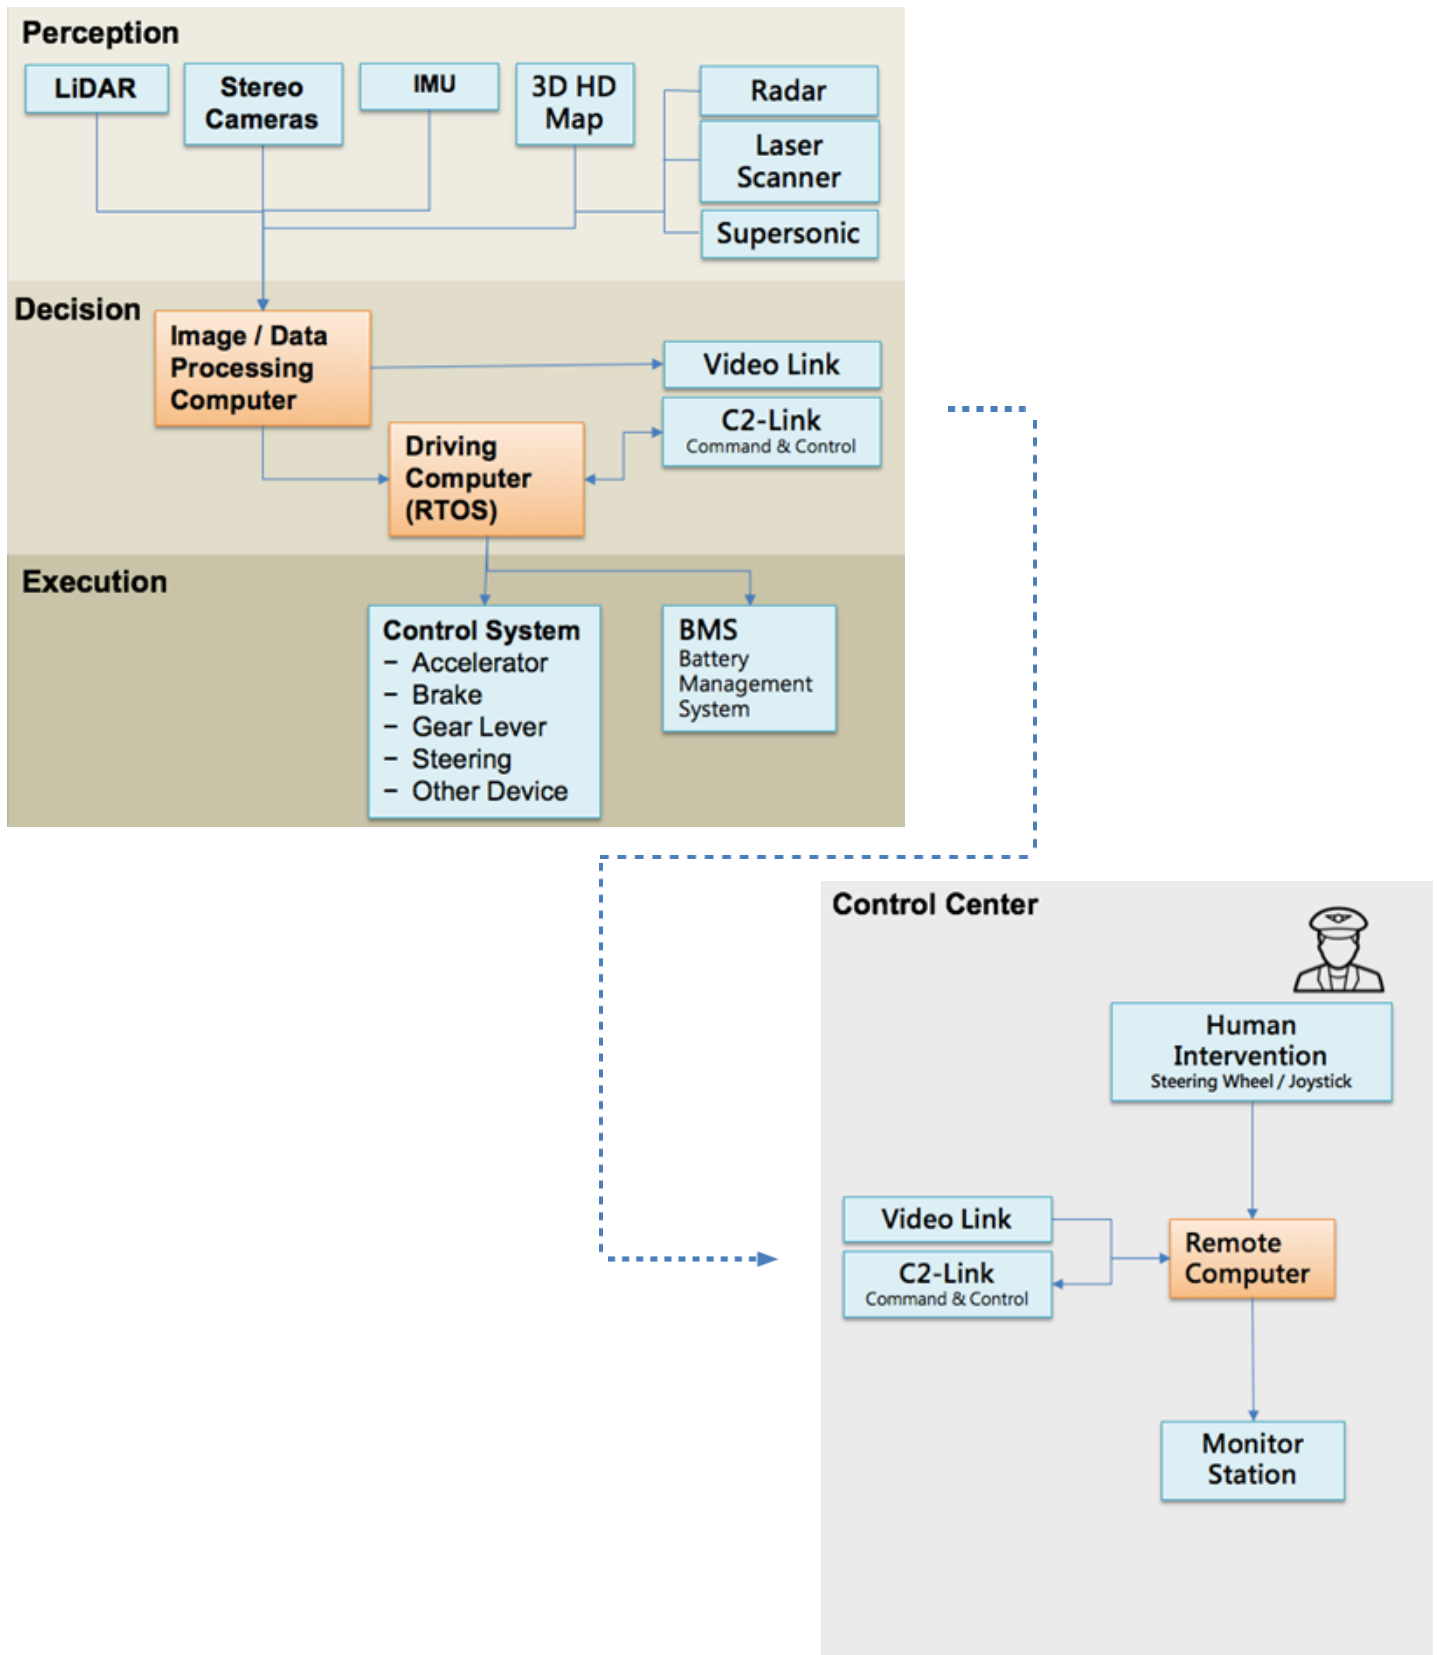 Perception
LiDAR
Stereo
Cameras
IMU
3D HD
Map
Radar
Laser
Scanner
Supersonic
Decision
Image / Data
Processing
Computer
Video Link
C2-Link
Command & Control
Driving
Computer
(RTOS)
Execution
Control System
− Accelerator
− Brake
− Gear Lever
− Steering
− Other Device
BMS
Battery
Management
System
Control Center
Human
Intervention
Steering Wheel / Joystick
Video Link
C2-Link
Command & Control
Remote
Computer
Monitor
Station